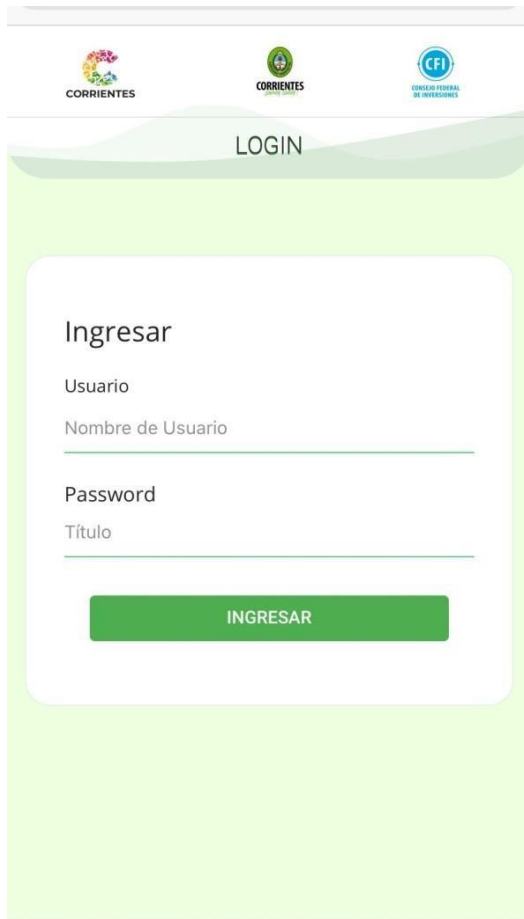 CORRIENTES
CORRIENTES
CFI
CONSEJO FEDERAL
DE INVERSIONES
LOGIN
Ingresar
Usuario
Nombre de Usuario
Password
Título
INGRESAR